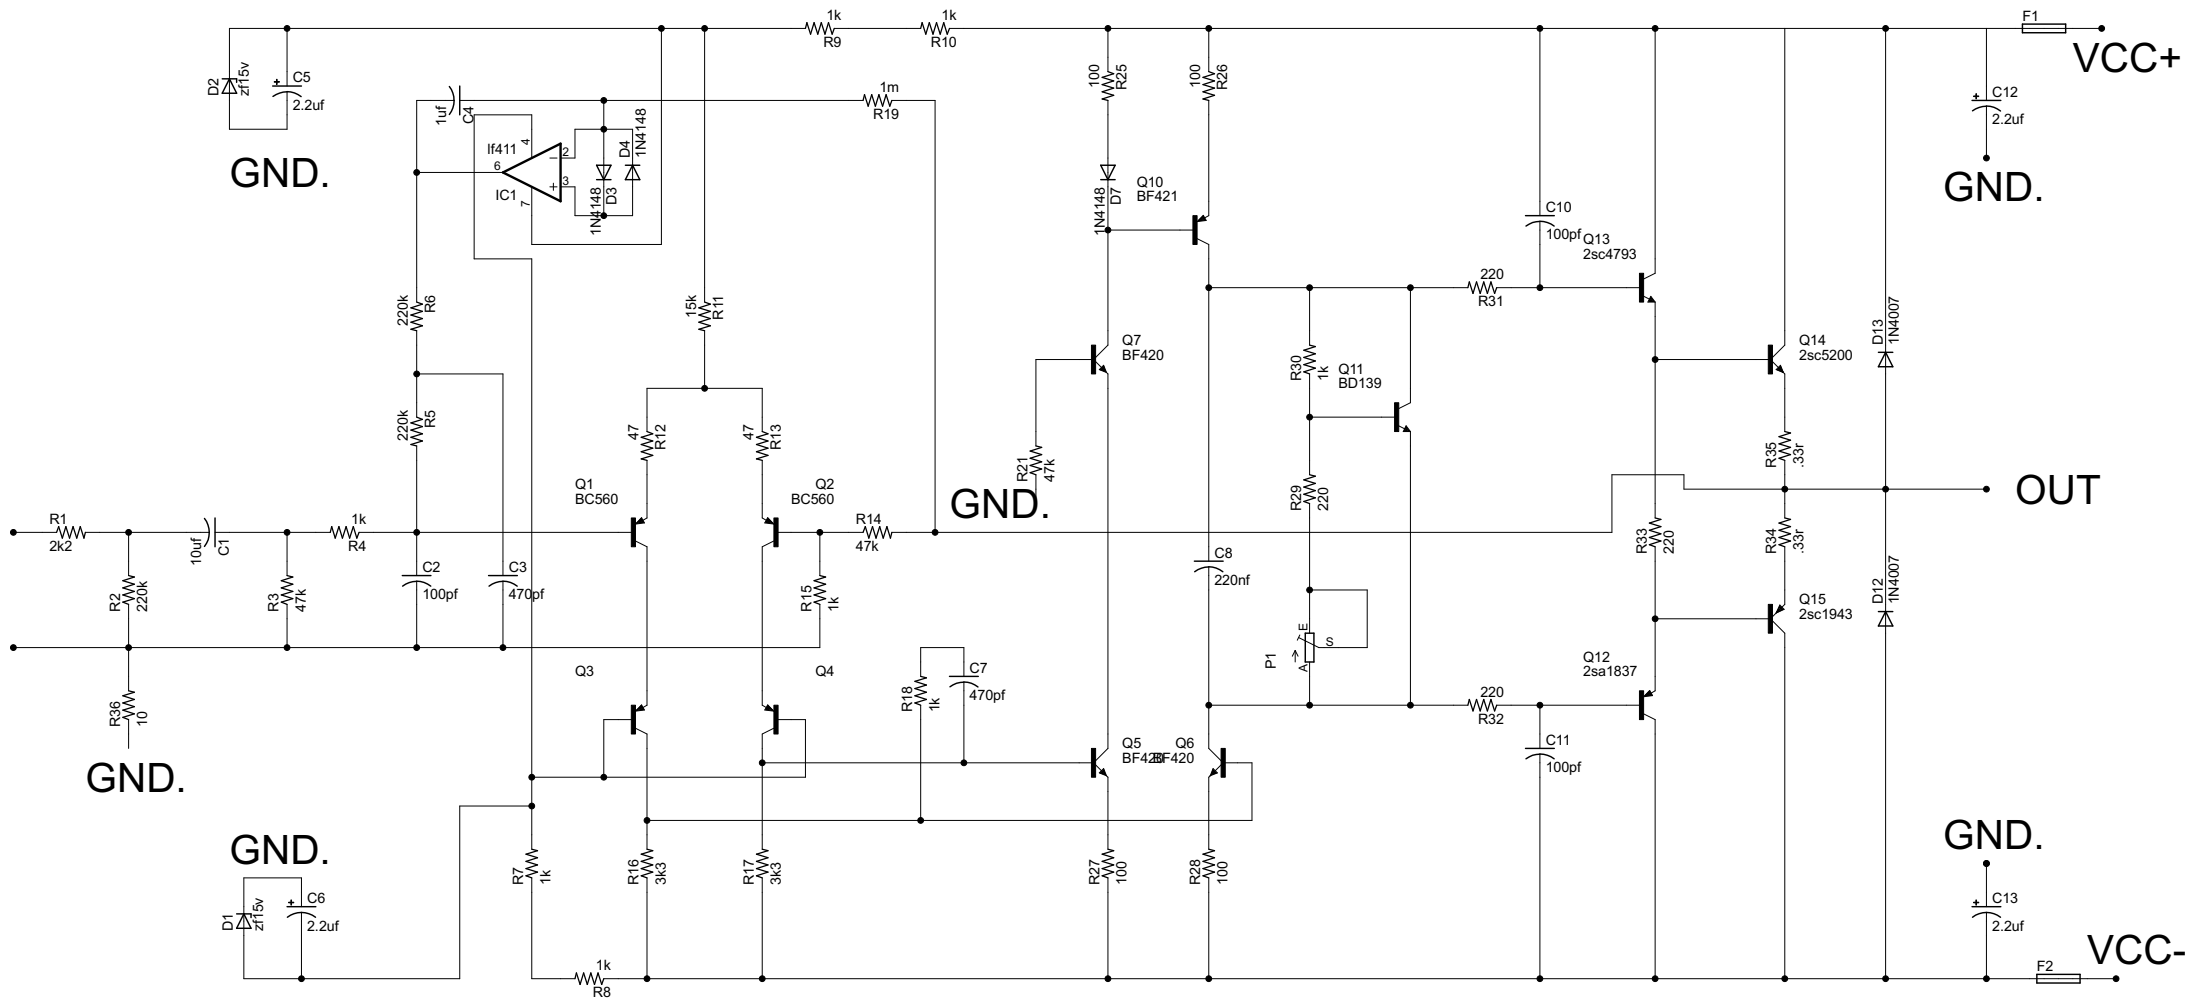 1k
R9
1k
R10
F1
VCC+
D2
zf15v
C5
2.2uf
GND.
1uf
C4
1m
R19
lf411
IC1
4
6
7
2
3
D4
1N4148
1N4148
D3
100
R25
100
R26
1N4148
D7
Q10
BF421
C12
2.2uf
GND.
C10
100pf
Q13
2sc4793
220k
R6
15k
R11
220
R31
Q7
BF420
R30
1k
Q11
BD139
D13
1N4007
Q14
2sc5200
220k
R5
47
R12
47
R13
R21
47k
GND.
R29
220
R35
.33r
OUT
Q1
BC560
Q2
BC560
R1
2k2
10uf
C1
1k
R4
R14
47k
R33
220
R34
.33r
R2
220k
R3
47k
C2
100pf
C3
470pf
R15
1k
C8
220nf
D12
1N4007
Q15
2sc1943
P1
E
S
A
Q3
Q4
R18
1k
C7
470pf
Q12
2sa1837
R36
10
GND.
220
R32
Q5
BF420
Q6
BF420
C11
100pf
GND.
D1
zf15v
C6
2.2uf
R7
1k
R16
3k3
R17
3k3
R27
100
R28
100
GND.
C13
2.2uf
1k
R8
F2
VCC-